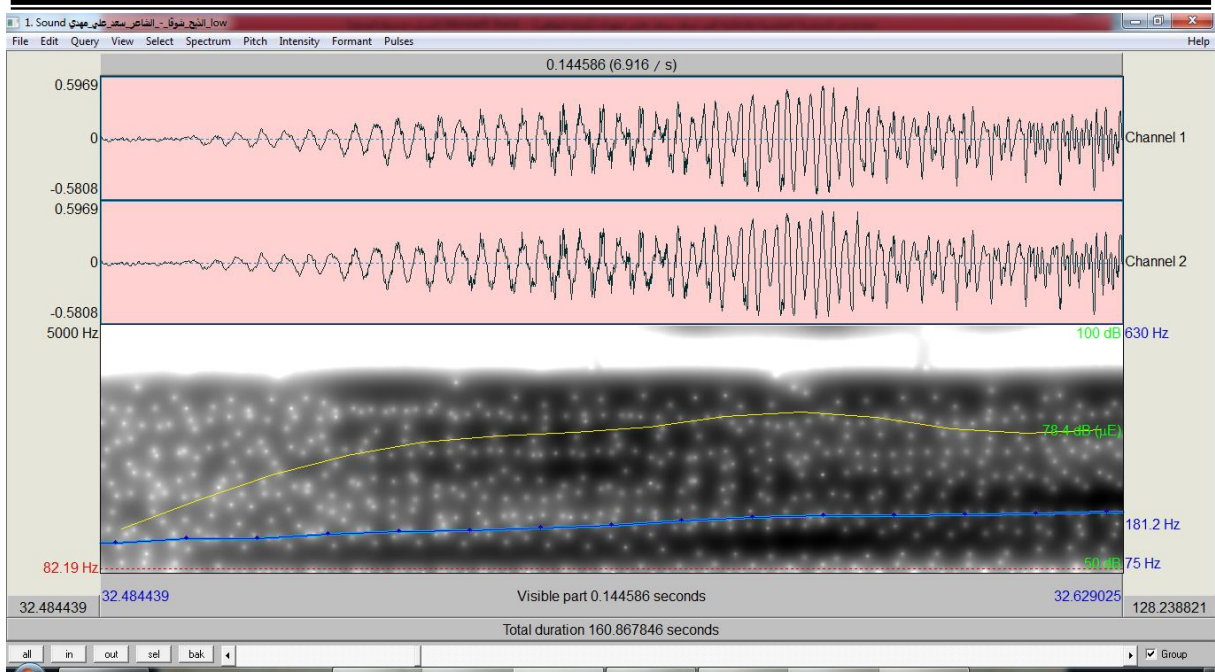 1. Sound الذبح_شوقًا_-_الشاعر_سعد_علي_مهدي_low
File Edit Query View Select Spectrum Pitch Intensity Formant Pulses Help
0.144586 (6.916 / s)
0.5969
0
-0.5808
Channel 1
0.5969
0
-0.5808
Channel 2
5000 Hz
100 dB 630 Hz
78.4 dB (µE)
181.2 Hz
82.19 Hz
50 dB 75 Hz
32.484439 32.484439 Visible part 0.144586 seconds 32.629025 128.238821
Total duration 160.867846 seconds
all in out sel bak Group